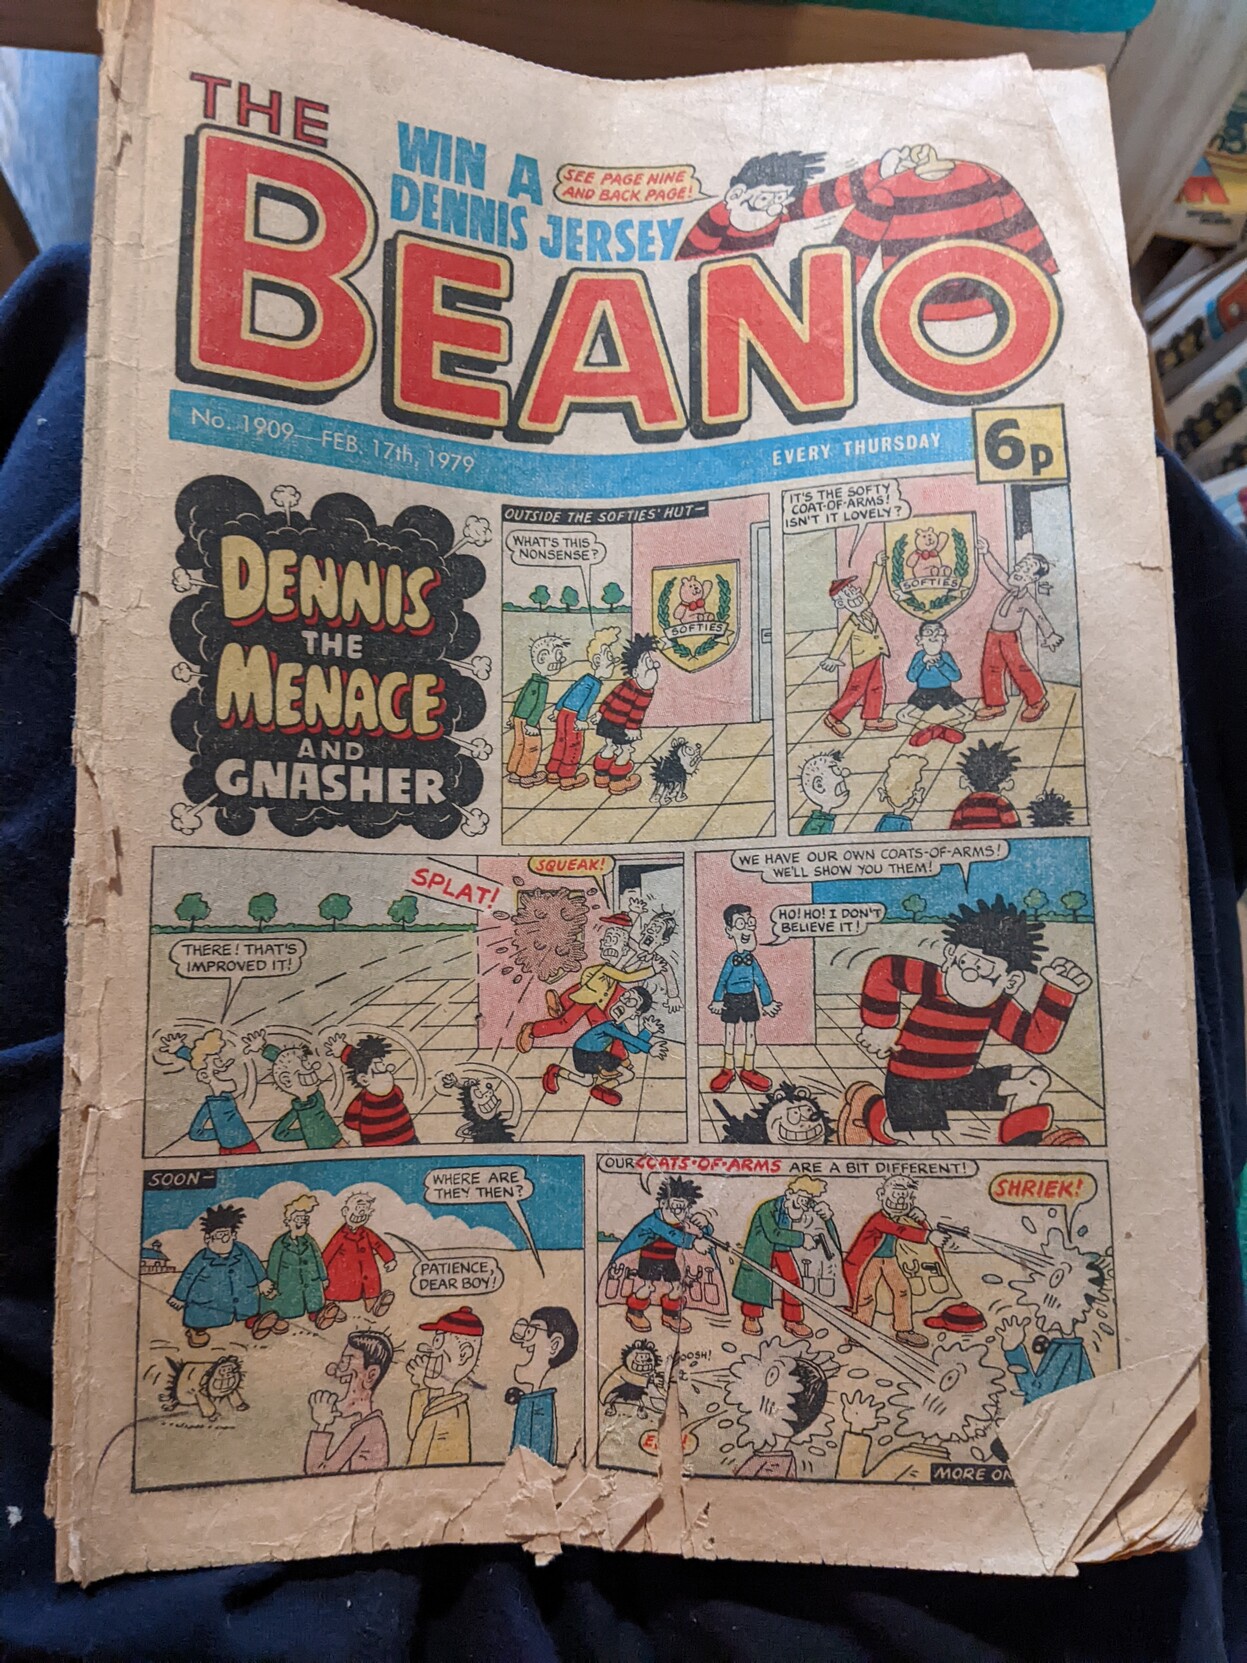 THE
BEANO
WIN A
DENNIS JERSEY
SEE PAGE NINE
AND BACK PAGE!
No. 1909—FEB. 17th, 1979
EVERY THURSDAY
6p
DENNIS
THE
MENACE
AND
GNASHER
OUTSIDE THE SOFTIES' HUT—
WHAT'S THIS
NONSENSE?
SOFTIES
IT'S THE SOFTY
COAT-OF-ARMS!
ISN'T IT LOVELY?
SOFTIES
THERE! THAT'S
IMPROVED IT!
SPLAT!
SQUEAK!
WE HAVE OUR OWN COATS-OF-ARMS!
WE'LL SHOW YOU THEM!
HO! HO! I DON'T
BELIEVE IT!
SOON—
WHERE ARE
THEY THEN?
PATIENCE,
DEAR BOY!
OUR COATS-OF-ARMS ARE A BIT DIFFERENT!
SHRIEK!
MORE